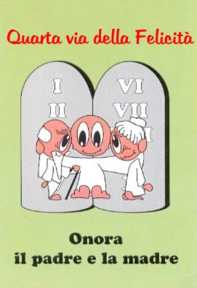 Quarta via della Felicità
I VI
II VII
Onora
il padre e la madre